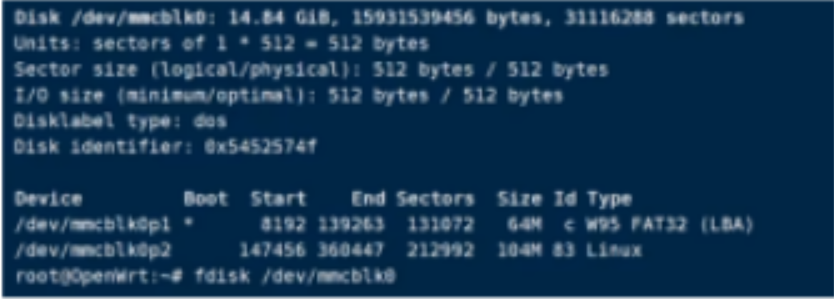 Disk /dev/mmcblk0: 14.84 GiB, 15931539456 bytes, 31116288 sectors
Units: sectors of 1 * 512 = 512 bytes
Sector size (logical/physical): 512 bytes / 512 bytes
I/O size (minimum/optimal): 512 bytes / 512 bytes
Disklabel type: dos
Disk identifier: 0x5452574f
Device Boot Start End Sectors Size Id Type
/dev/mmcblk0p1 * 8192 139263 131072 64M c W95 FAT32 (LBA)
/dev/mmcblk0p2 147456 360447 212992 104M 83 Linux
root@OpenWrt:~# fdisk /dev/mmcblk0